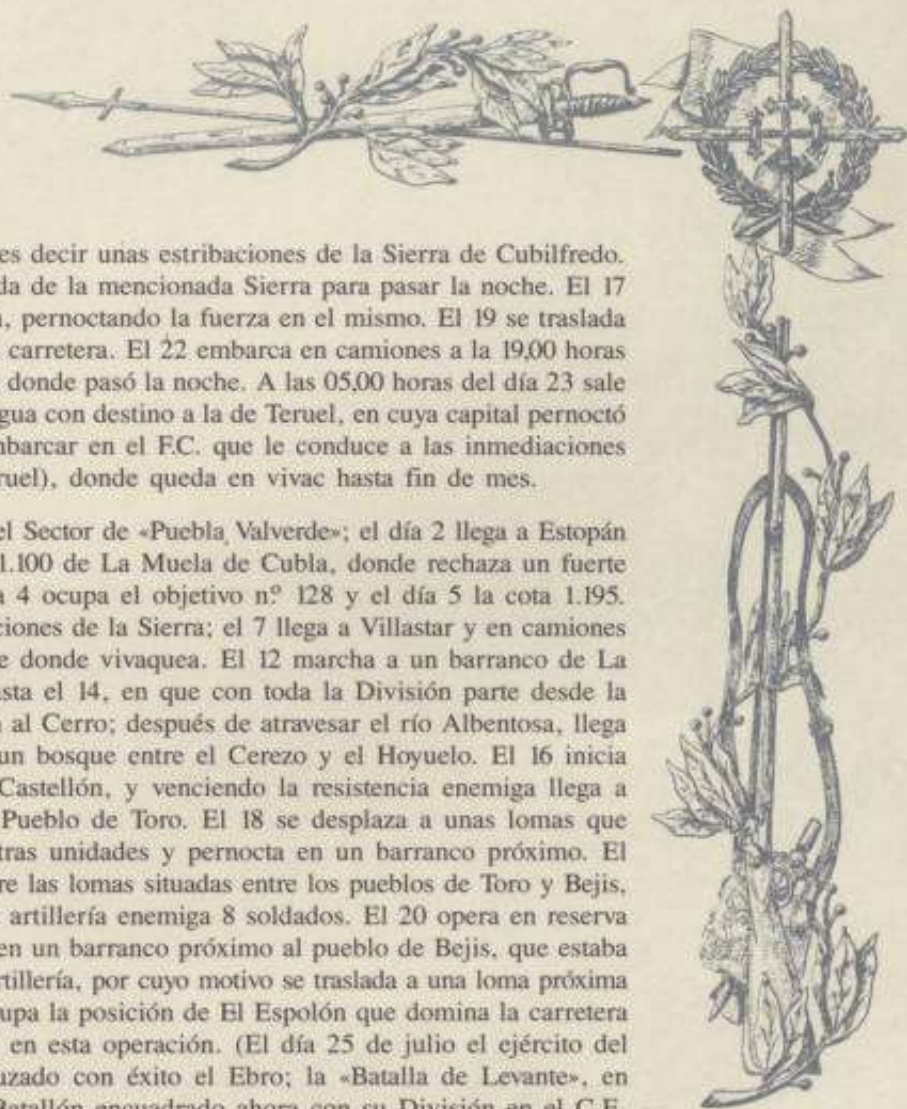 es decir unas estribaciones de la Sierra de Cubilfredo.
da de la mencionada Sierra para pasar la noche. El 17
, pernoctando la fuerza en el mismo. El 19 se traslada
carretera. El 22 embarca en camiones a la 19,00 horas
donde pasó la noche. A las 05,00 horas del día 23 sale
gua con destino a la de Teruel, en cuya capital pernoctó
nbarcar en el F.C. que le conduce a las inmediaciones
ruel), donde queda en vivac hasta fin de mes.
el Sector de «Puebla Valverde»; el día 2 llega a Estopán
1.100 de La Muela de Cubla, donde rechaza un fuerte
a 4 ocupa el objetivo n.º 128 y el día 5 la cota 1.195.
ciones de la Sierra; el 7 llega a Villastar y en camiones
e donde vivaquea. El 12 marcha a un barranco de La
asta el 14, en que con toda la División parte desde la
al Cerro; después de atravesar el río Albentosa, llega
un bosque entre el Cerezo y el Hoyuelo. El 16 inicia
Castellón, y venciendo la resistencia enemiga llega a
Pueblo de Toro. El 18 se desplaza a unas lomas que
tras unidades y pernocta en un barranco próximo. El
re las lomas situadas entre los pueblos de Toro y Bejis,
artillería enemiga 8 soldados. El 20 opera en reserva
en un barranco próximo al pueblo de Bejis, que estaba
rtillería, por cuyo motivo se traslada a una loma próxima
upa la posición de El Espolón que domina la carretera
en esta operación. (El día 25 de julio el ejército del
uzado con éxito el Ebro; la «Batalla de Levante», en
Batallón encuadrado ahora con su División en el C.E.